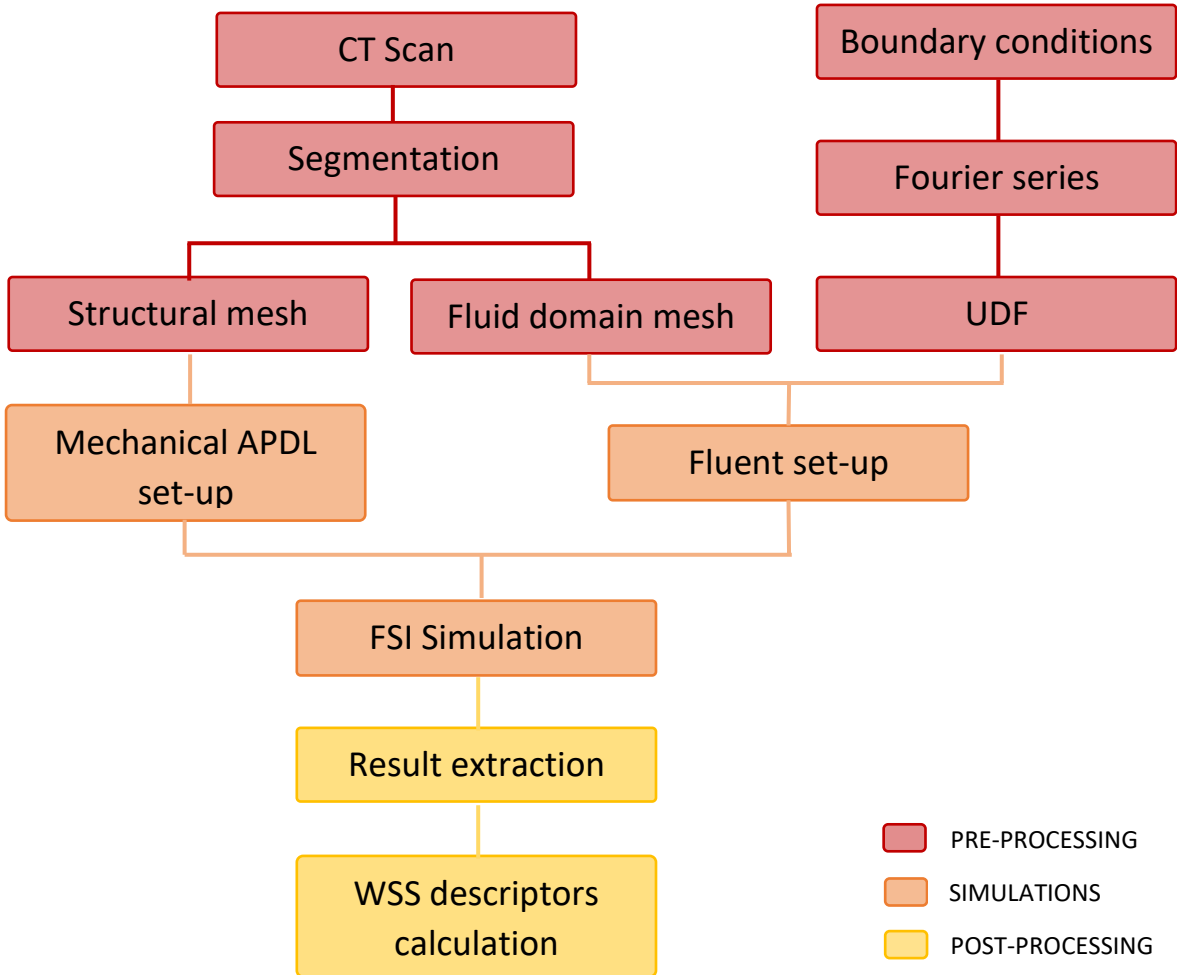 CT Scan
Boundary conditions
Segmentation
Fourier series
Structural mesh
Fluid domain mesh
UDF
Mechanical APDL
set-up
Fluent set-up
FSI Simulation
Result extraction
WSS descriptors
calculation
PRE-PROCESSING
SIMULATIONS
POST-PROCESSING